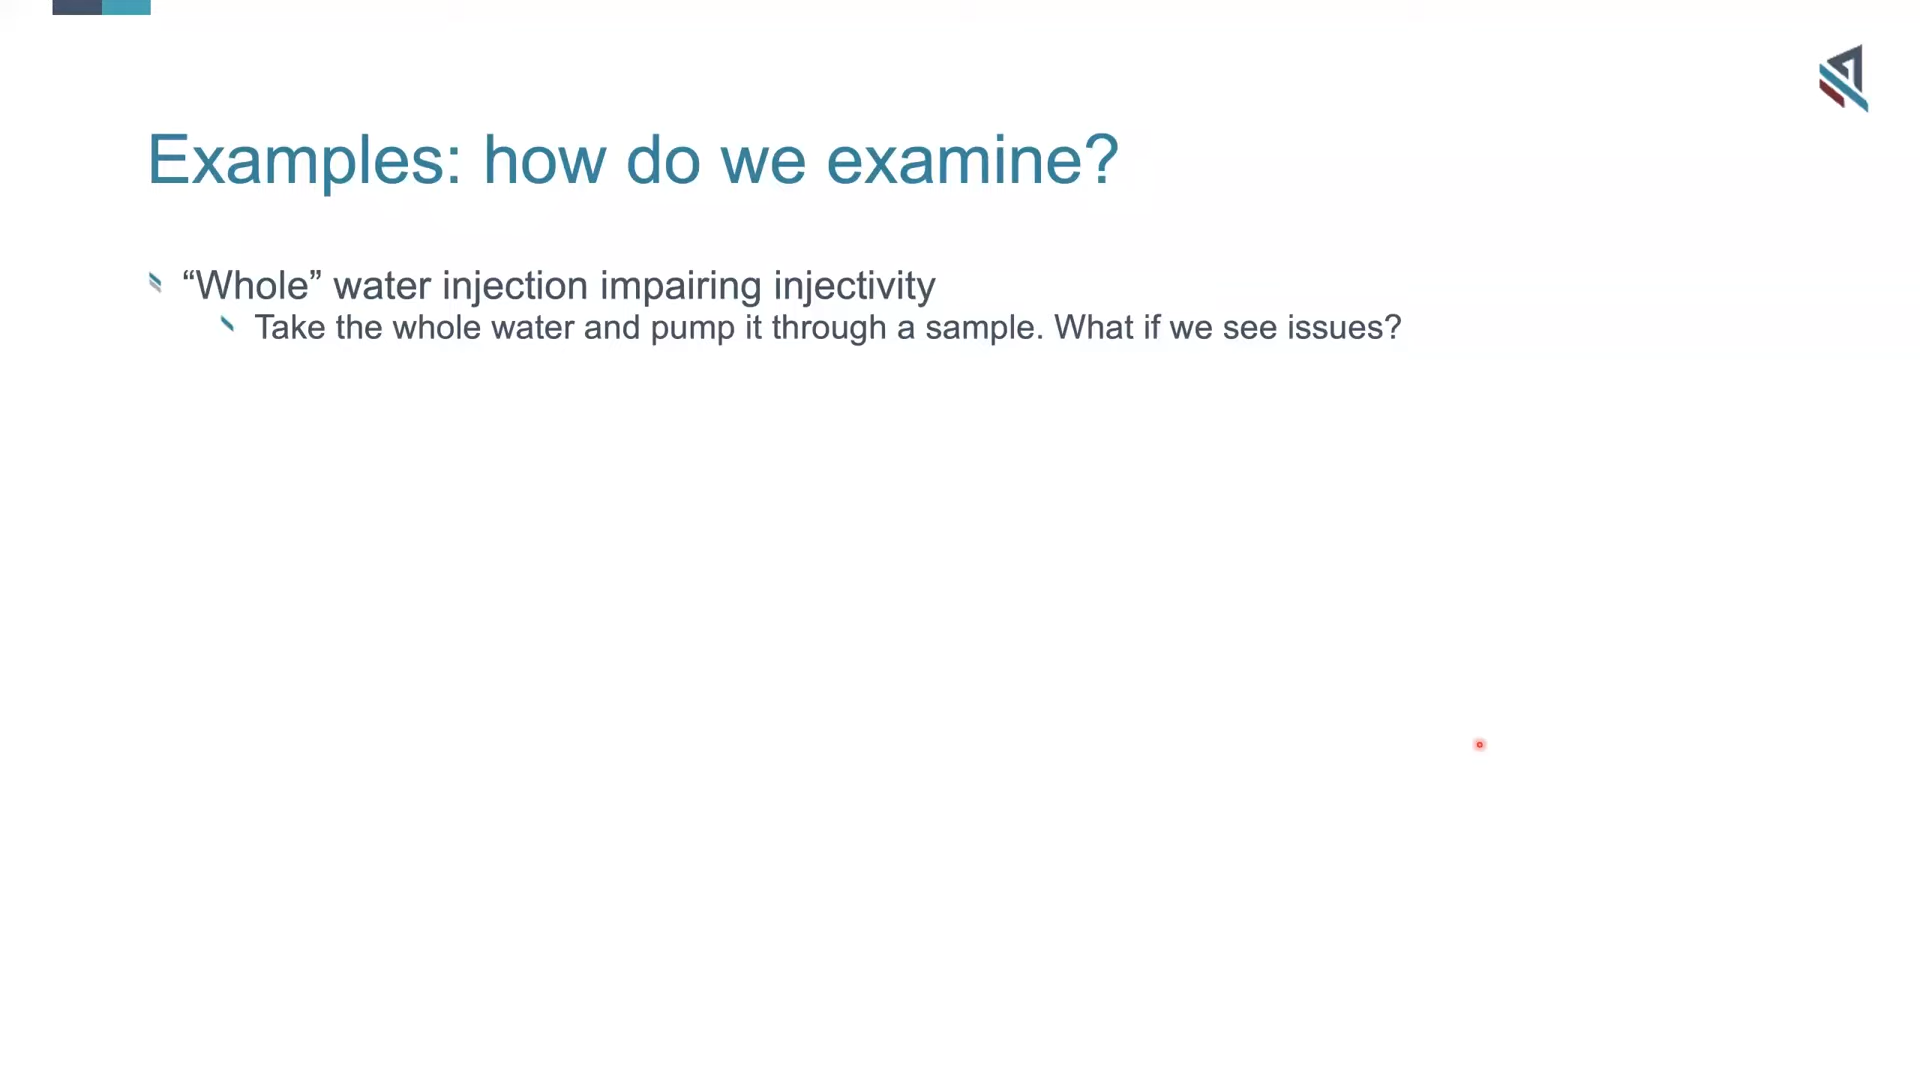 Examples: how do we examine?
“Whole” water injection impairing injectivity
Take the whole water and pump it through a sample. What if we see issues?